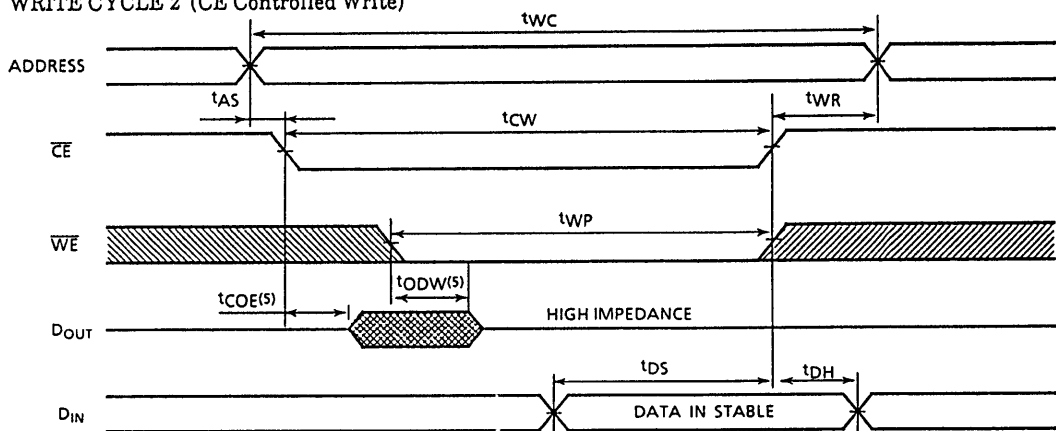 WRITE CYCLE 2 (CE Controlled Write)
tWC
ADDRESS
tAS
tCW
tWR
CE
WE
tWP
tCOE(5)
tODW(5)
DOUT
HIGH IMPEDANCE
tDS
tDH
DIN
DATA IN STABLE